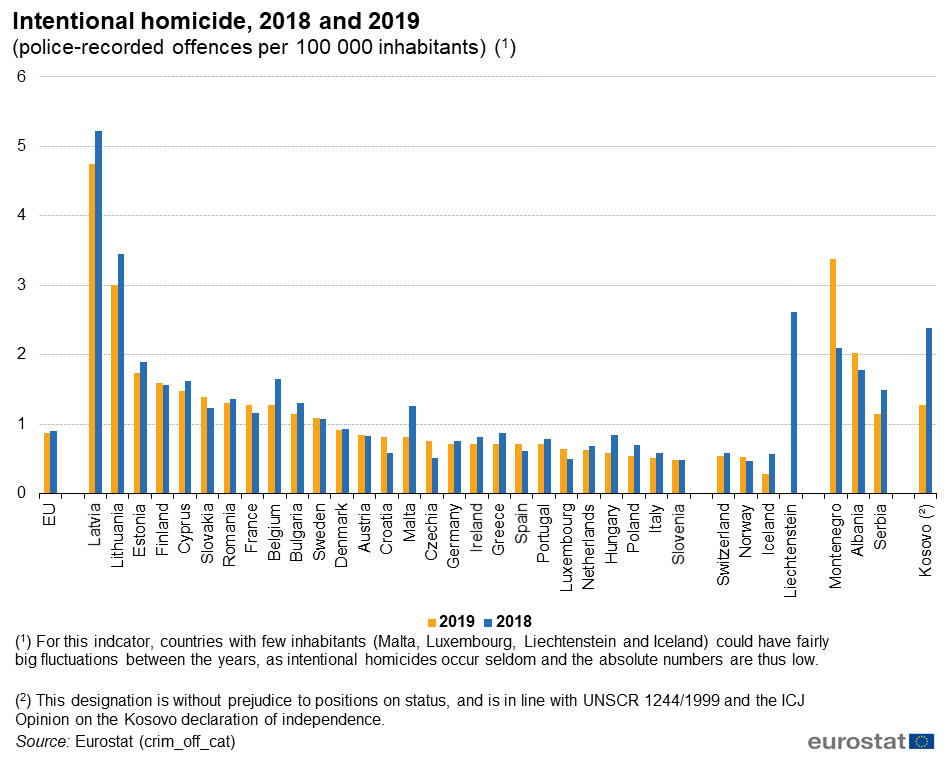 Intentional homicide, 2018 and 2019
(police-recorded offences per 100 000 inhabitants) (¹)
6
5
4
3
2
1
0
EU
Latvia
Lithuania
Estonia
Finland
Cyprus
Slovakia
Romania
France
Belgium
Bulgaria
Sweden
Denmark
Austria
Croatia
Malta
Czechia
Germany
Ireland
Greece
Spain
Portugal
Luxembourg
Netherlands
Hungary
Poland
Italy
Slovenia
Switzerland
Norway
Iceland
Liechtenstein
Montenegro
Albania
Serbia
Kosovo (²)
2019 2018
(¹) For this indcator, countries with few inhabitants (Malta, Luxembourg, Liechtenstein and Iceland) could have fairly
big fluctuations between the years, as intentional homicides occur seldom and the absolute numbers are thus low.
(²) This designation is without prejudice to positions on status, and is in line with UNSCR 1244/1999 and the ICJ
Opinion on the Kosovo declaration of independence.
Source: Eurostat (crim_off_cat)
eurostat